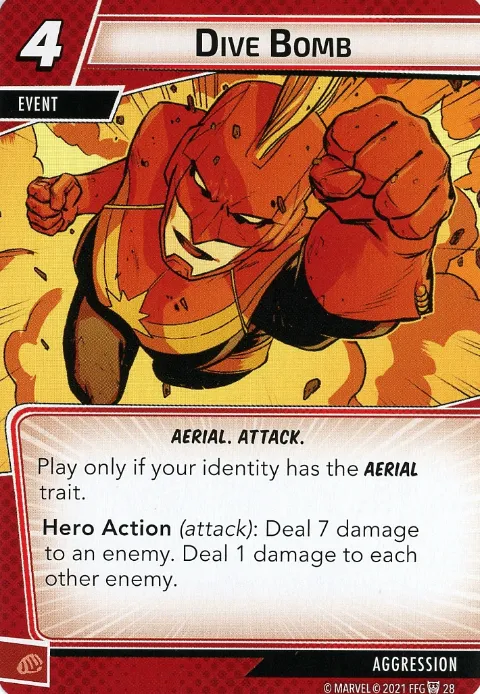 4
DIVE BOMB
EVENT
AERIAL. ATTACK.
Play only if your identity has the AERIAL
trait.
Hero Action (attack): Deal 7 damage
to an enemy. Deal 1 damage to each
other enemy.
AGGRESSION
© MARVEL © 2021 FFG 28